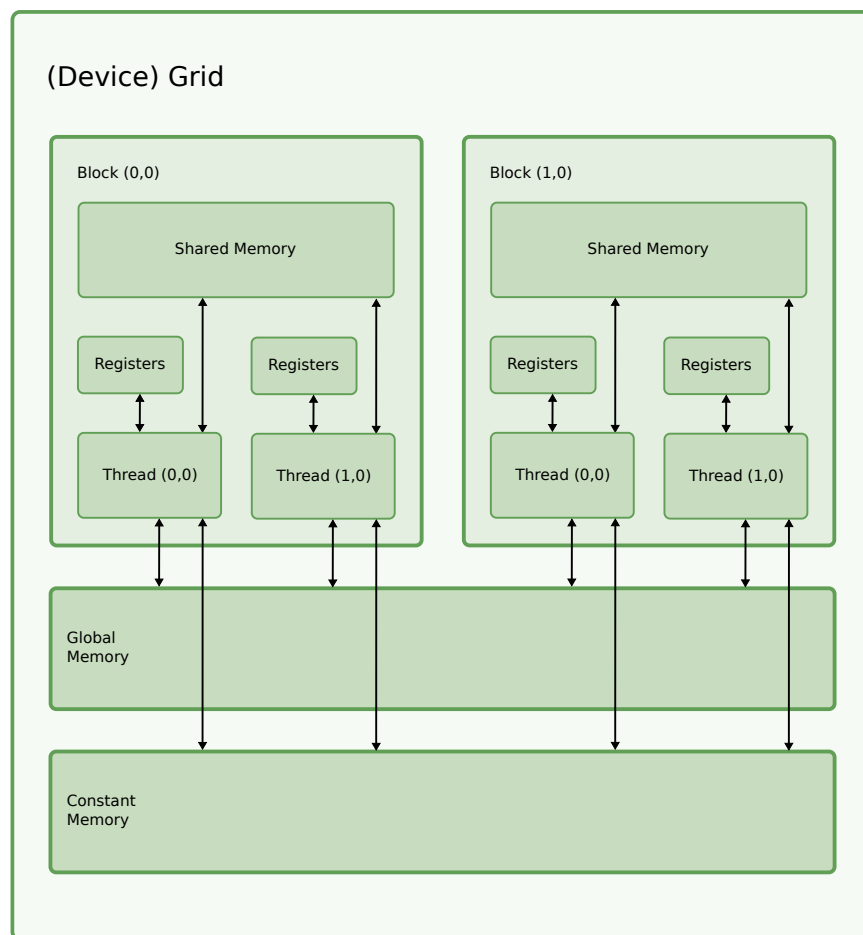 (Device) Grid
Block (0,0)
Shared Memory
Registers
Registers
Thread (0,0)
Thread (1,0)
Block (1,0)
Shared Memory
Registers
Registers
Thread (0,0)
Thread (1,0)
Global
Memory
Constant
Memory